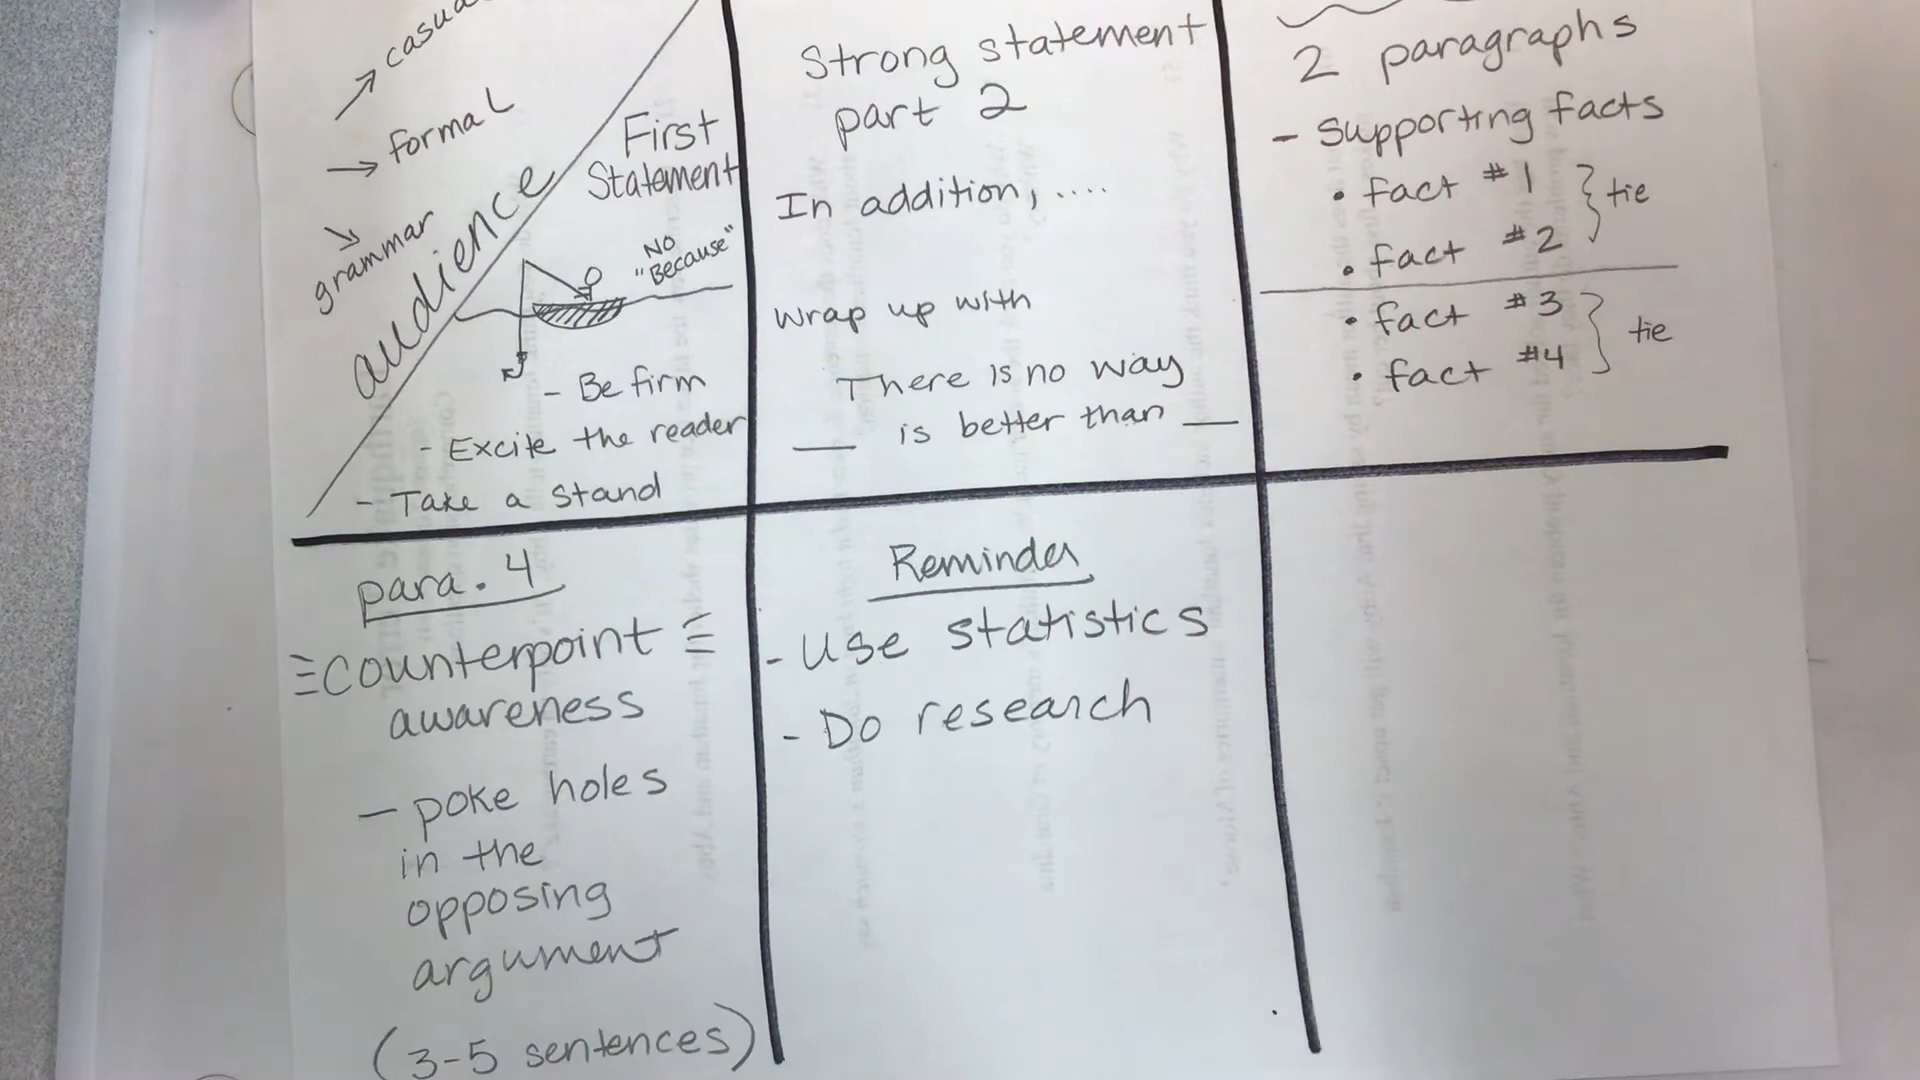 casua
formal
grammar
audience
First
Statement
NO
"Because"
- Be firm
- Excite the reader
- Take a stand
Strong statement
part 2
In addition, ....
wrap up with
There is no way
___ is better than ___
2 paragraphs
- Supporting facts
• fact #1
tie
• fact #2
• fact #3
tie
• fact #4
para. 4
counterpoint
awareness
- poke holes
in the
opposing
argument
(3-5 sentences)
Reminder
- Use statistics
- Do research